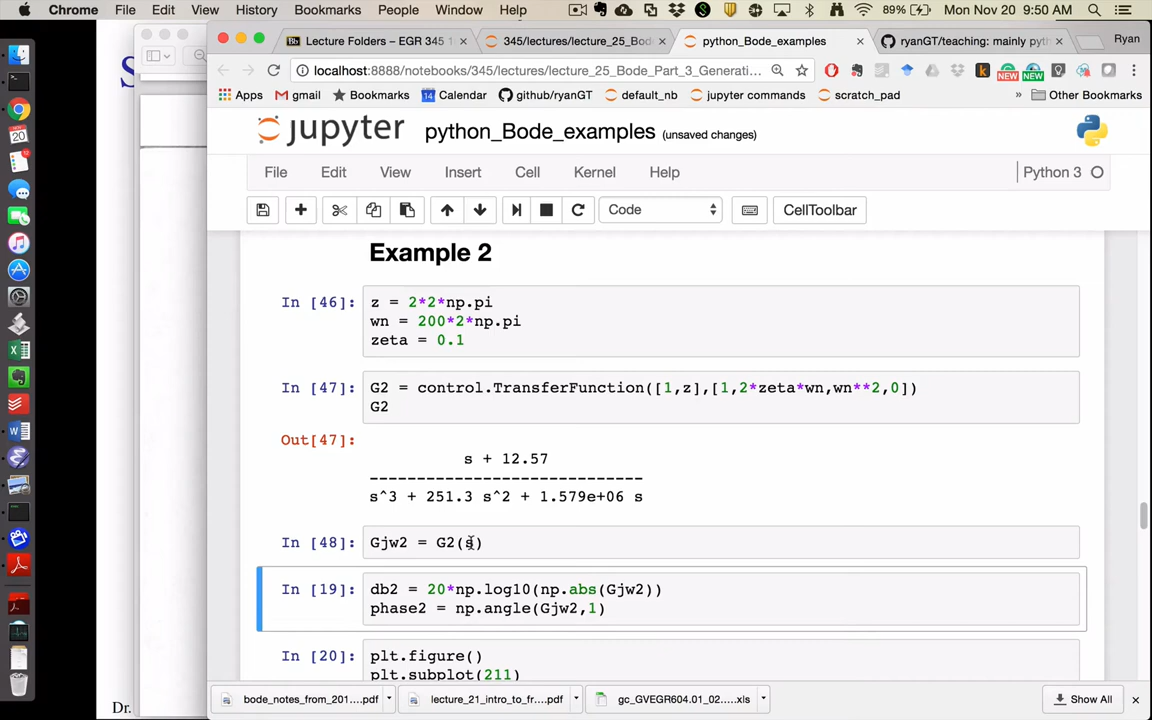 Chrome File Edit View History Bookmarks People Window Help 89% Mon Nov 20 9:50 AM
Lecture Folders – EGR 345 345/lectures/lecture_25_Bod python_Bode_examples ryanGT/teaching: mainly pyth Ryan
localhost:8888/notebooks/345/lectures/lecture_25_Bode_Part_3_Generati...
Apps gmail Bookmarks Calendar github/ryanGT default_nb jupyter commands scratch_pad » Other Bookmarks
jupyter python_Bode_examples (unsaved changes)
File Edit View Insert Cell Kernel Help Python 3
Code CellToolbar
Example 2
In [46]: z = 2*2*np.pi
wn = 200*2*np.pi
zeta = 0.1
In [47]: G2 = control.TransferFunction([1,z],[1,2*zeta*wn,wn**2,0])
G2
Out[47]:
s + 12.57
----------------------------
s^3 + 251.3 s^2 + 1.579e+06 s
In [48]: Gjw2 = G2(s)
In [19]: db2 = 20*np.log10(np.abs(Gjw2))
phase2 = np.angle(Gjw2,1)
In [20]: plt.figure()
plt.subplot(211)
bode_notes_from_201....pdf lecture_21_intro_to_fr....pdf gc_GVEGR604.01_02....xls Show All
Dr.